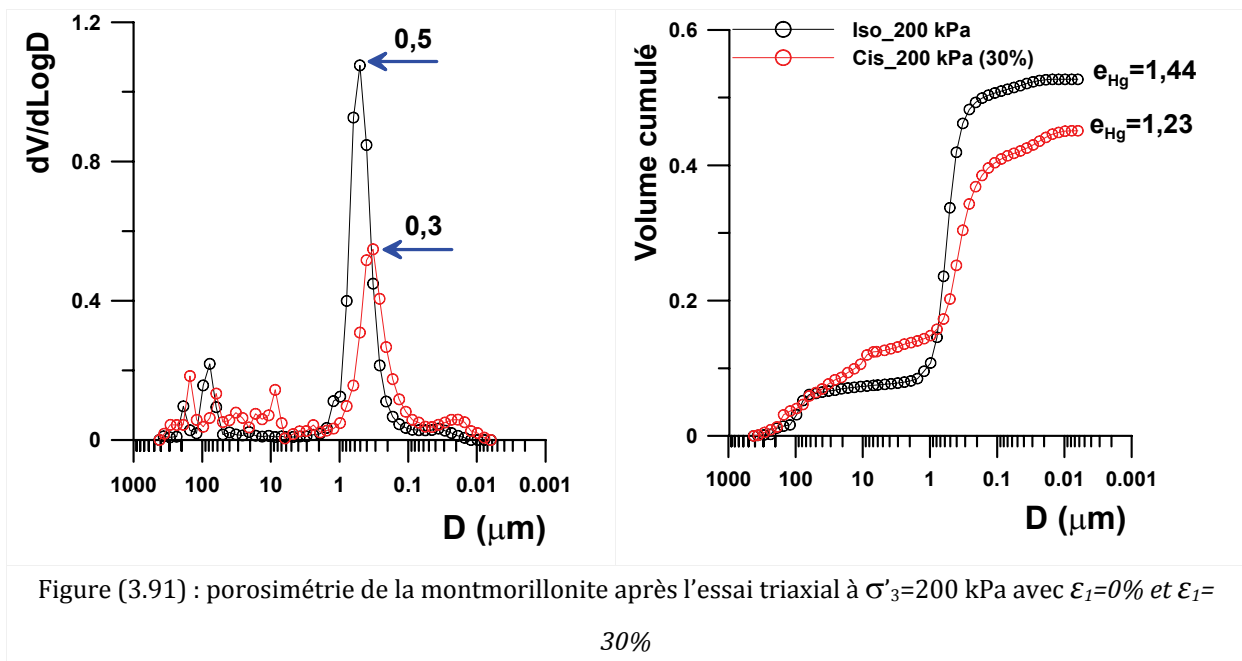 1.2
0.8
0.4
0
dV/dLogD
0,5
0,3
1000 100 10 1 0.1 0.01 0.001
D (μm)
0.6
0.4
0.2
0
Volume cumulé
Iso_200 kPa
Cis_200 kPa (30%)
eHg=1,44
eHg=1,23
1000 100 10 1 0.1 0.01 0.001
D (μm)
Figure (3.91) : porosimétrie de la montmorillonite après l’essai triaxial à σ’3=200 kPa avec ε1=0% et ε1=
30%